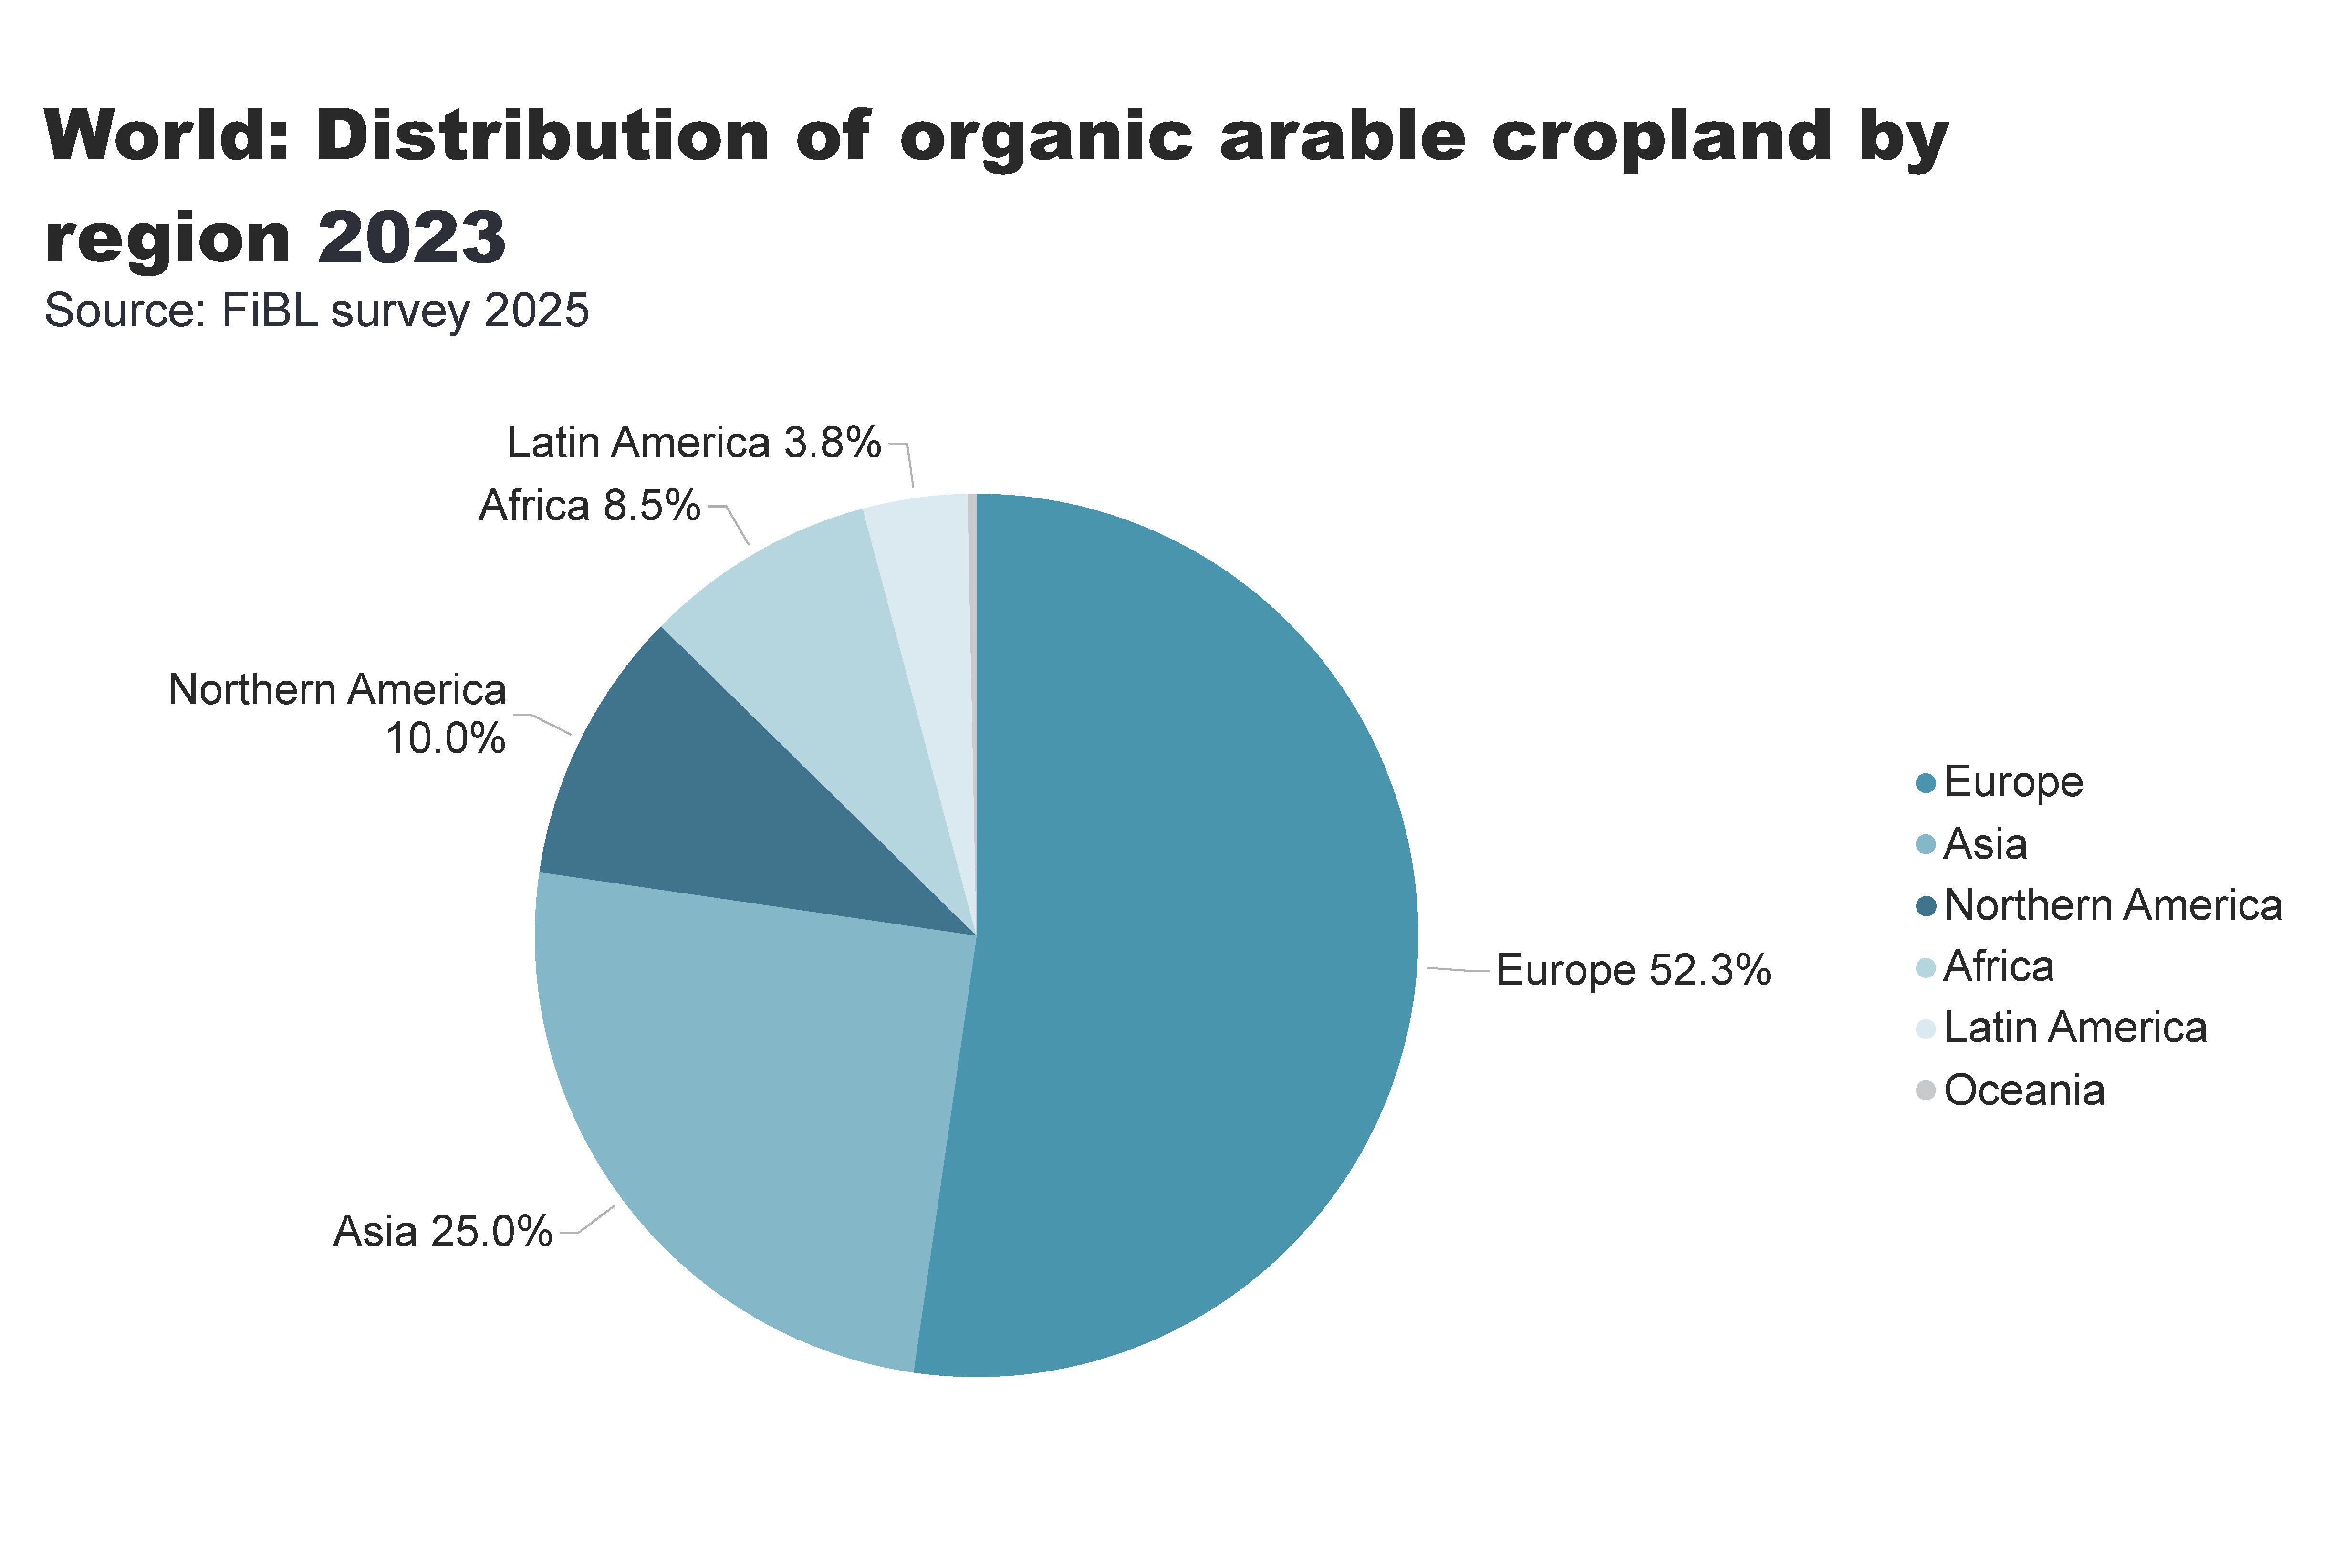 World: Distribution of organic arable cropland by
region 2023
Source: FiBL survey 2025
Latin America 3.8%
Africa 8.5%
Northern America
10.0%
Europe 52.3%
Asia 25.0%
Europe
Asia
Northern America
Africa
Latin America
Oceania